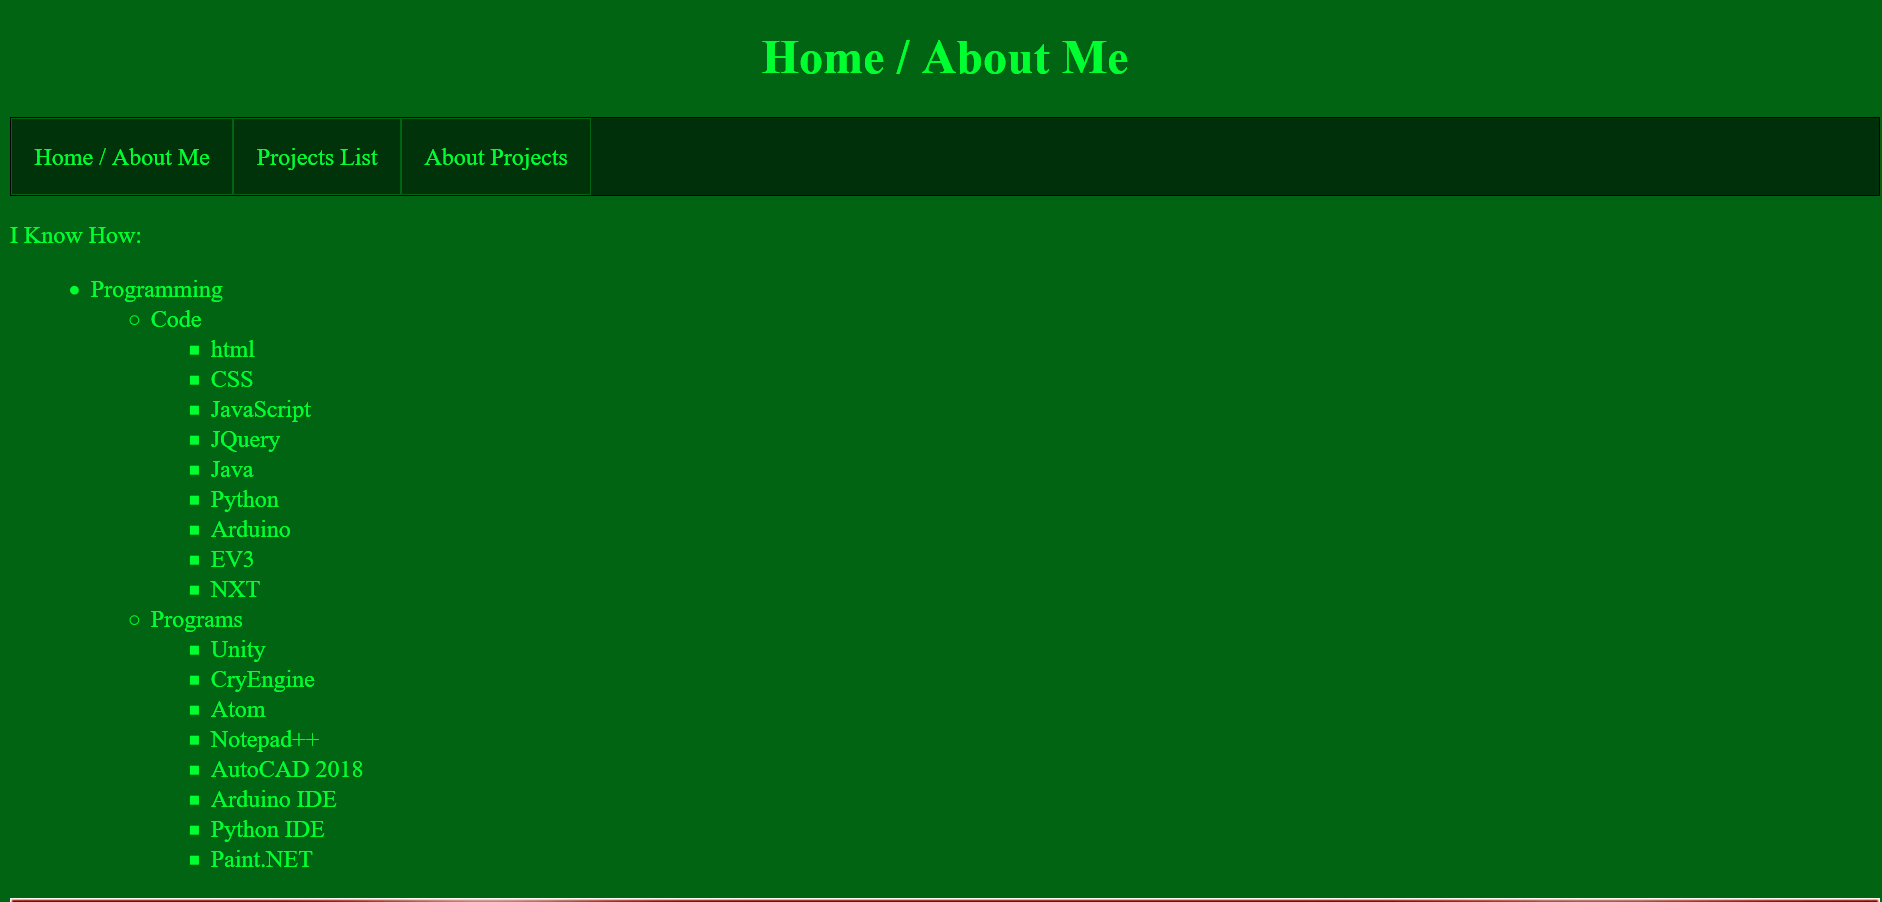 Home / About Me
Home / About Me Projects List About Projects
I Know How:
Programming
Code
html
CSS
JavaScript
JQuery
Java
Python
Arduino
EV3
NXT
Programs
Unity
CryEngine
Atom
Notepad++
AutoCAD 2018
Arduino IDE
Python IDE
Paint.NET